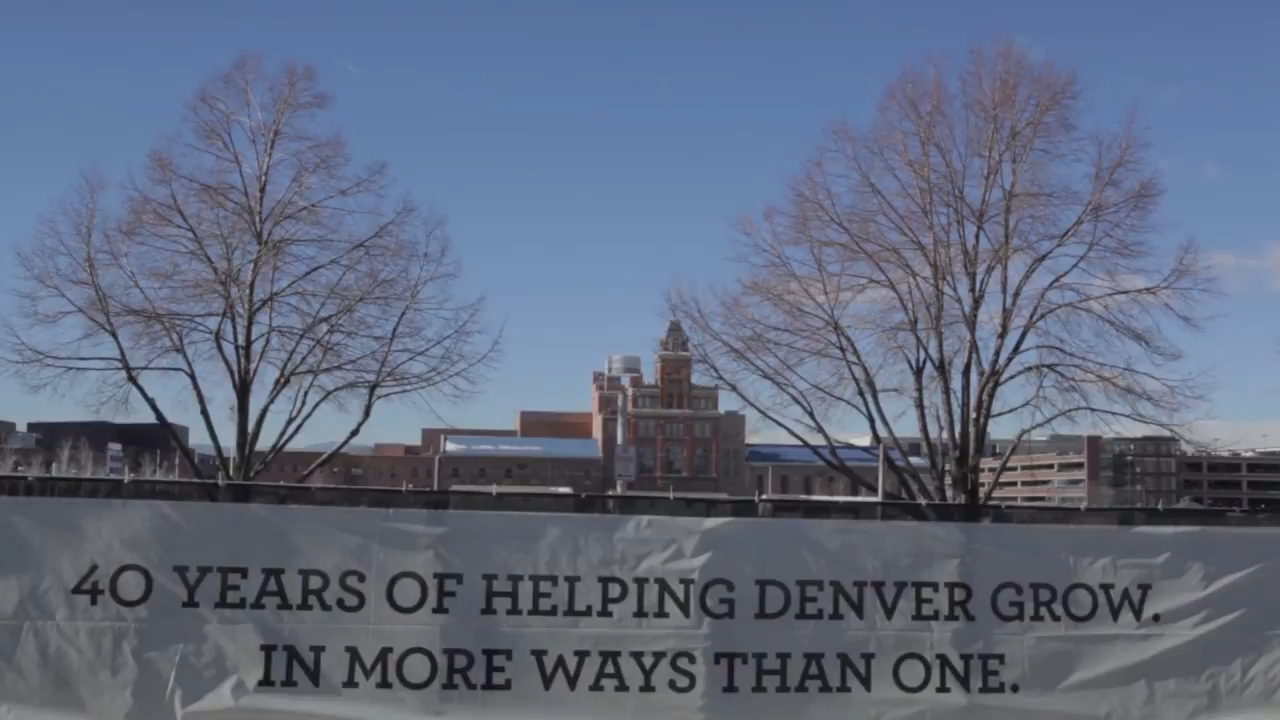 40 YEARS OF HELPING DENVER GROW.
IN MORE WAYS THAN ONE.